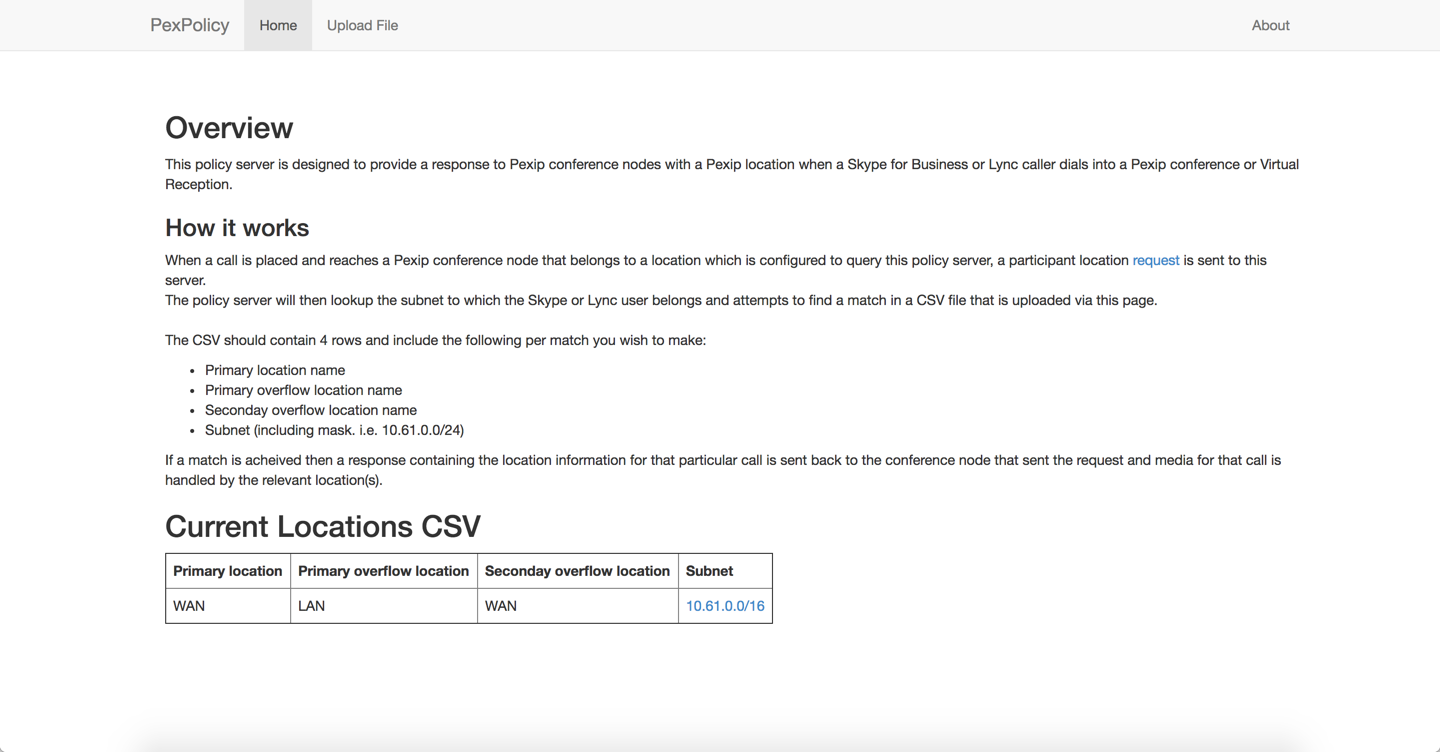 PexPolicy Home Upload File About
Overview
This policy server is designed to provide a response to Pexip conference nodes with a Pexip location when a Skype for Business or Lync caller dials into a Pexip conference or Virtual
Reception.
How it works
When a call is placed and reaches a Pexip conference node that belongs to a location which is configured to query this policy server, a participant location request is sent to this
server.
The policy server will then lookup the subnet to which the Skype or Lync user belongs and attempts to find a match in a CSV file that is uploaded via this page.
The CSV should contain 4 rows and include the following per match you wish to make:
• Primary location name
• Primary overflow location name
• Seconday overflow location name
• Subnet (including mask. i.e. 10.61.0.0/24)
If a match is acheived then a response containing the location information for that particular call is sent back to the conference node that sent the request and media for that call is
handled by the relevant location(s).
Current Locations CSV
Primary location Primary overflow location Seconday overflow location Subnet
WAN LAN WAN 10.61.0.0/16